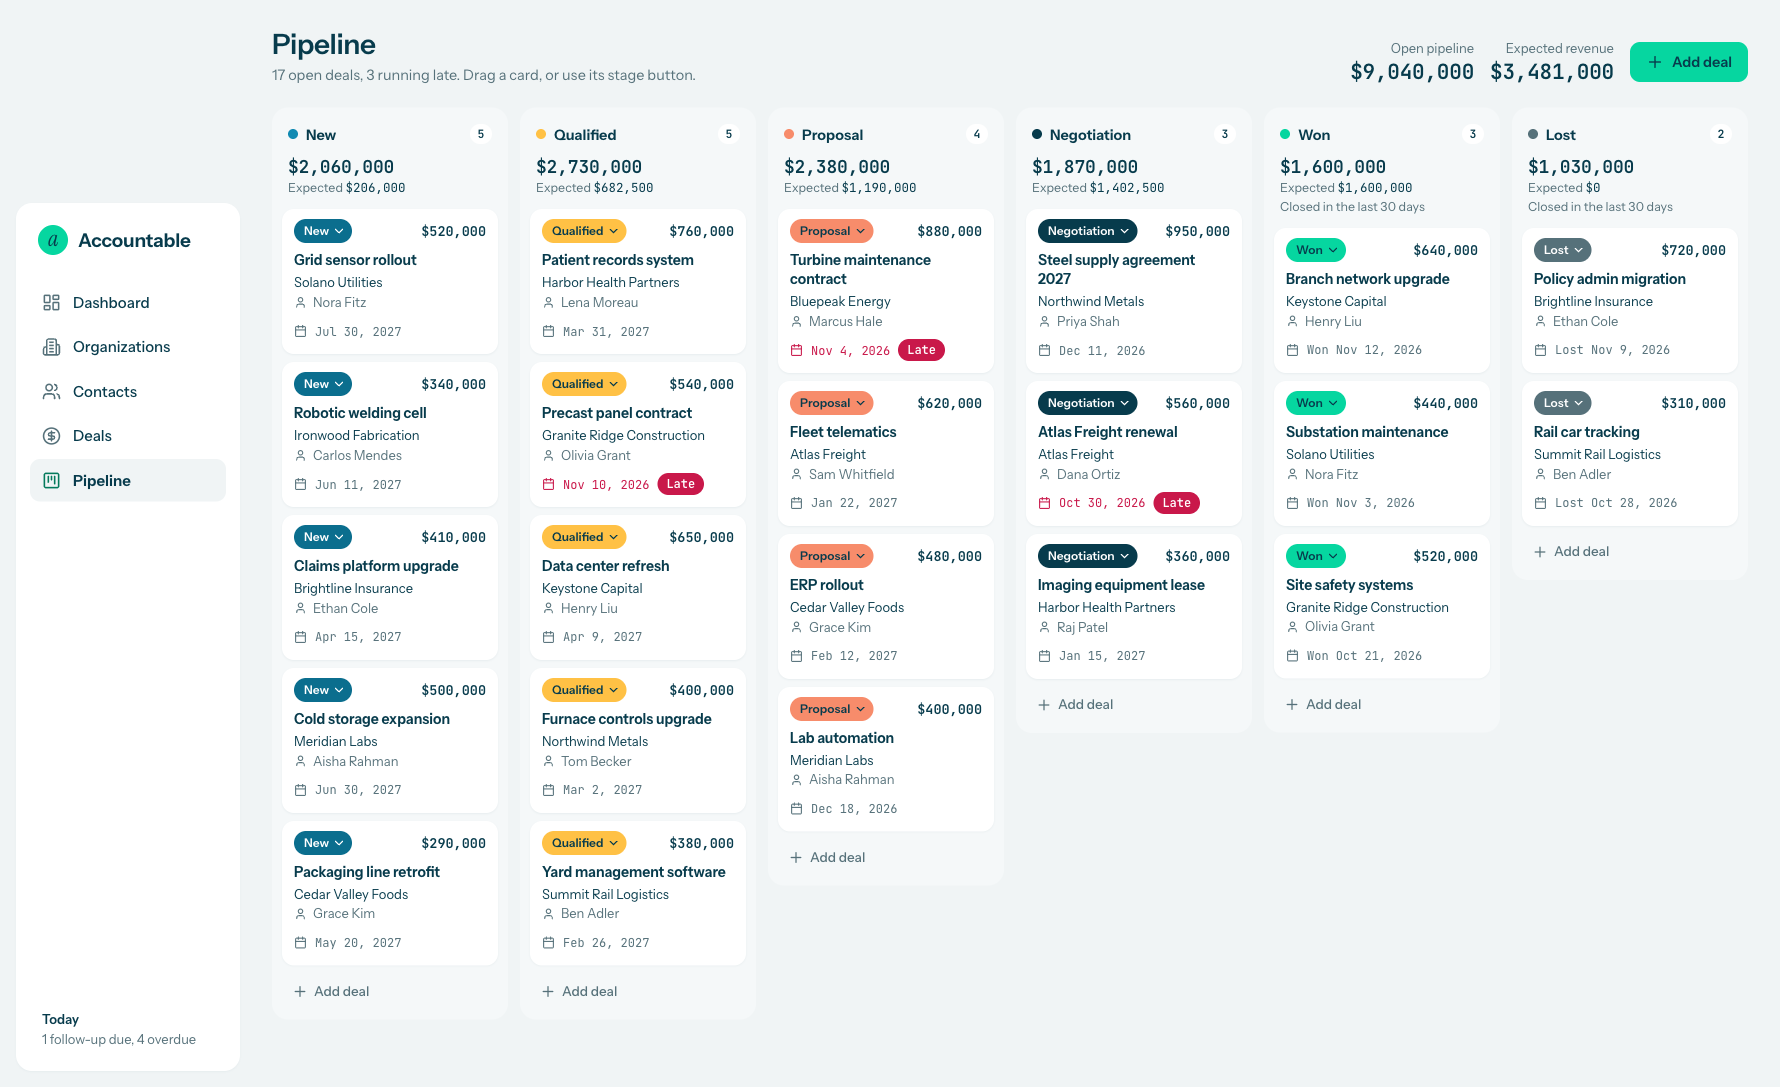 a Accountable
Dashboard
Organizations
Contacts
Deals
Pipeline
Today
1 follow-up due, 4 overdue
Pipeline
17 open deals, 3 running late. Drag a card, or use its stage button.
Open pipeline
$9,040,000
Expected revenue
$3,481,000
Add deal
New 5
$2,060,000
Expected $206,000
New $520,000
Grid sensor rollout
Solano Utilities
Nora Fitz
Jul 30, 2027
New $340,000
Robotic welding cell
Ironwood Fabrication
Carlos Mendes
Jun 11, 2027
New $410,000
Claims platform upgrade
Brightline Insurance
Ethan Cole
Apr 15, 2027
New $500,000
Cold storage expansion
Meridian Labs
Aisha Rahman
Jun 30, 2027
New $290,000
Packaging line retrofit
Cedar Valley Foods
Grace Kim
May 20, 2027
Add deal
Qualified 5
$2,730,000
Expected $682,500
Qualified $760,000
Patient records system
Harbor Health Partners
Lena Moreau
Mar 31, 2027
Qualified $540,000
Precast panel contract
Granite Ridge Construction
Olivia Grant
Nov 10, 2026 Late
Qualified $650,000
Data center refresh
Keystone Capital
Henry Liu
Apr 9, 2027
Qualified $400,000
Furnace controls upgrade
Northwind Metals
Tom Becker
Mar 2, 2027
Qualified $380,000
Yard management software
Summit Rail Logistics
Ben Adler
Feb 26, 2027
Add deal
Proposal 4
$2,380,000
Expected $1,190,000
Proposal $880,000
Turbine maintenance
contract
Bluepeak Energy
Marcus Hale
Nov 4, 2026 Late
Proposal $620,000
Fleet telematics
Atlas Freight
Sam Whitfield
Jan 22, 2027
Proposal $480,000
ERP rollout
Cedar Valley Foods
Grace Kim
Feb 12, 2027
Proposal $400,000
Lab automation
Meridian Labs
Aisha Rahman
Dec 18, 2026
Add deal
Negotiation 3
$1,870,000
Expected $1,402,500
Negotiation $950,000
Steel supply agreement
2027
Northwind Metals
Priya Shah
Dec 11, 2026
Negotiation $560,000
Atlas Freight renewal
Atlas Freight
Dana Ortiz
Oct 30, 2026 Late
Negotiation $360,000
Imaging equipment lease
Harbor Health Partners
Raj Patel
Jan 15, 2027
Add deal
Won 3
$1,600,000
Expected $1,600,000
Closed in the last 30 days
Won $640,000
Branch network upgrade
Keystone Capital
Henry Liu
Won Nov 12, 2026
Won $440,000
Substation maintenance
Solano Utilities
Nora Fitz
Won Nov 3, 2026
Won $520,000
Site safety systems
Granite Ridge Construction
Olivia Grant
Won Oct 21, 2026
Add deal
Lost 2
$1,030,000
Expected $0
Closed in the last 30 days
Lost $720,000
Policy admin migration
Brightline Insurance
Ethan Cole
Lost Nov 9, 2026
Lost $310,000
Rail car tracking
Summit Rail Logistics
Ben Adler
Lost Oct 28, 2026
Add deal